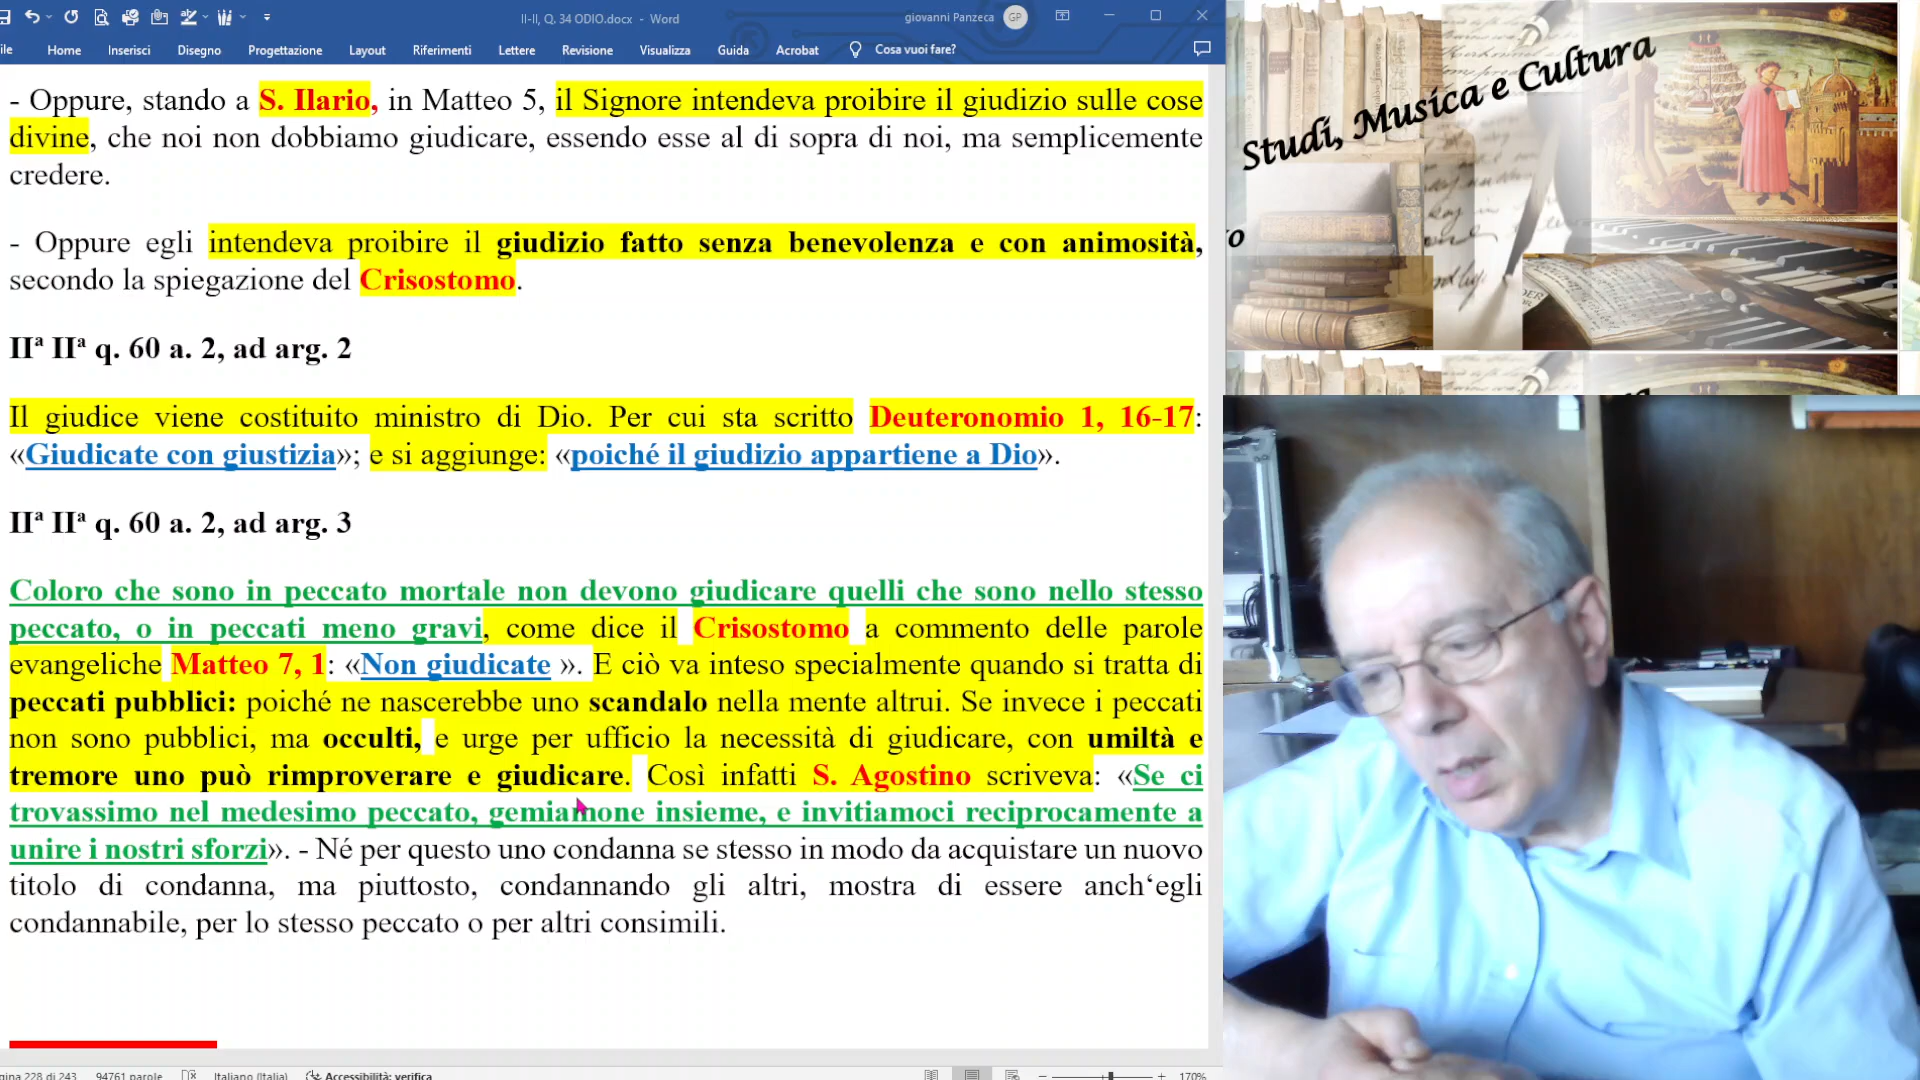 II-II, Q, 34 ODIO.docx - Word
giovanni Panzeca GP
ile Home Inserisci Disegno Progettazione Layout Riferimenti Lettere Revisione Visualizza Guida Acrobat Cosa vuoi fare?
- Oppure, stando a S. Ilario, in Matteo 5, il Signore intendeva proibire il giudizio sulle cose
divine, che noi non dobbiamo giudicare, essendo esse al di sopra di noi, ma semplicemente
credere.
- Oppure egli intendeva proibire il giudizio fatto senza benevolenza e con animosità,
secondo la spiegazione del Crisostomo.
IIª IIª q. 60 a. 2, ad arg. 2
Il giudice viene costituito ministro di Dio. Per cui sta scritto Deuteronomio 1, 16-17:
«Giudicate con giustizia»; e si aggiunge: «poiché il giudizio appartiene a Dio».
IIª IIª q. 60 a. 2, ad arg. 3
Coloro che sono in peccato mortale non devono giudicare quelli che sono nello stesso
peccato, o in peccati meno gravi, come dice il Crisostomo a commento delle parole
evangeliche Matteo 7, 1: «Non giudicate ». E ciò va inteso specialmente quando si tratta di
peccati pubblici: poiché ne nascerebbe uno scandalo nella mente altrui. Se invece i peccati
non sono pubblici, ma occulti, e urge per ufficio la necessità di giudicare, con umiltà e
tremore uno può rimproverare e giudicare. Così infatti S. Agostino scriveva: «Se ci
trovassimo nel medesimo peccato, gemiamone insieme, e invitiamoci reciprocamente a
unire i nostri sforzi». - Né per questo uno condanna se stesso in modo da acquistare un nuovo
titolo di condanna, ma piuttosto, condannando gli altri, mostra di essere anch‘egli
condannabile, per lo stesso peccato o per altri consimili.
gina 228 di 243 94761 parole Italiano (Italia) Accessibilità: verifica 170%
Studi, Musica e Cultura